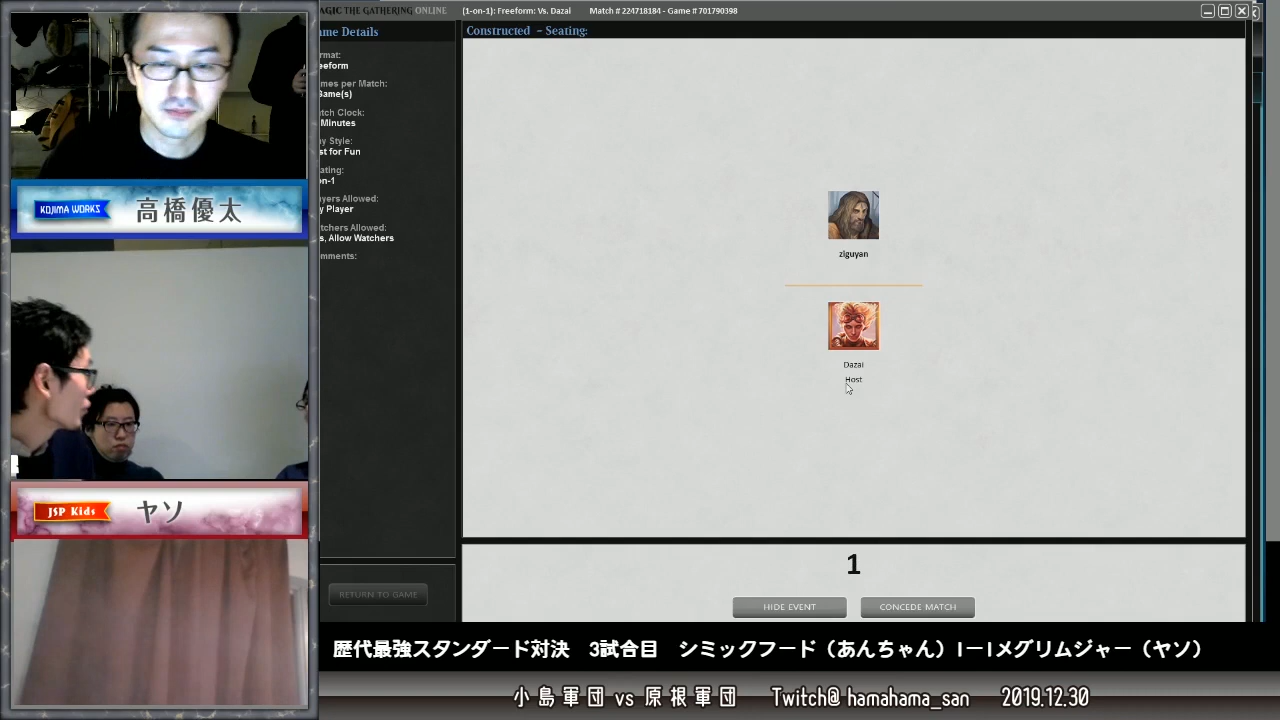 KOJIMA WORKS 高橋優太
JSP Kids ヤソ
AGIC THE GATHERING ONLINE (1-on-1): Freeform: Vs. Dazai Match # 224718184 - Game # 701790398
me Details
rmat:
eeform
mes per Match:
Game(s)
tch Clock:
Minutes
y Style:
st for Fun
ating:
n-1
yers Allowed:
y Player
tchers Allowed:
s, Allow Watchers
mments:
RETURN TO GAME
Constructed - Seating:
ziguyan
Dazai
Host
1
HIDE EVENT CONCEDE MATCH
歴代最強スタンダード対決 3試合目 シミックフード（あんちゃん）1ー1メグリムジャー（ヤソ）
小島軍団 vs 原根軍団 Twitch@ hamahama_san 2019.12.30